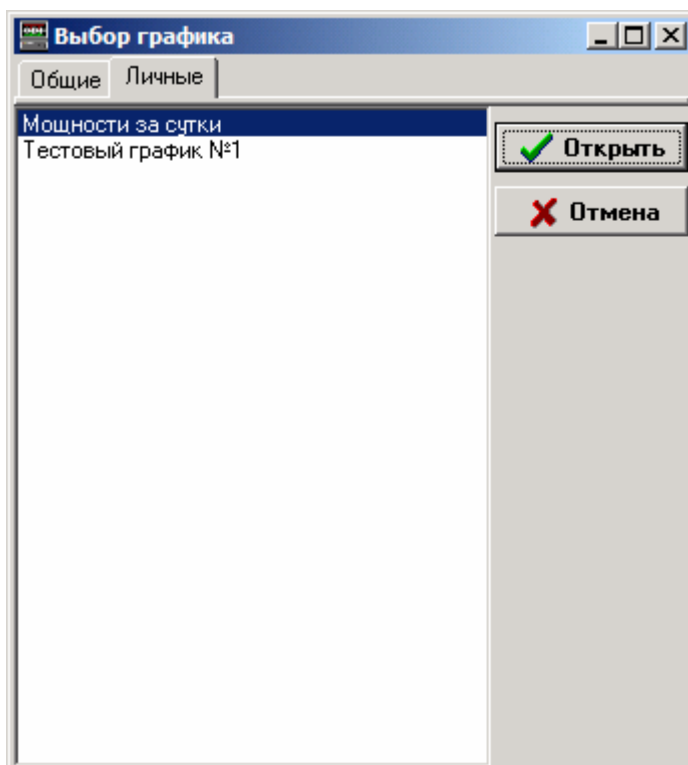 Выбор графика
Общие
Личные
Мощности за сутки
Тестовый график №1
Открыть
Отмена